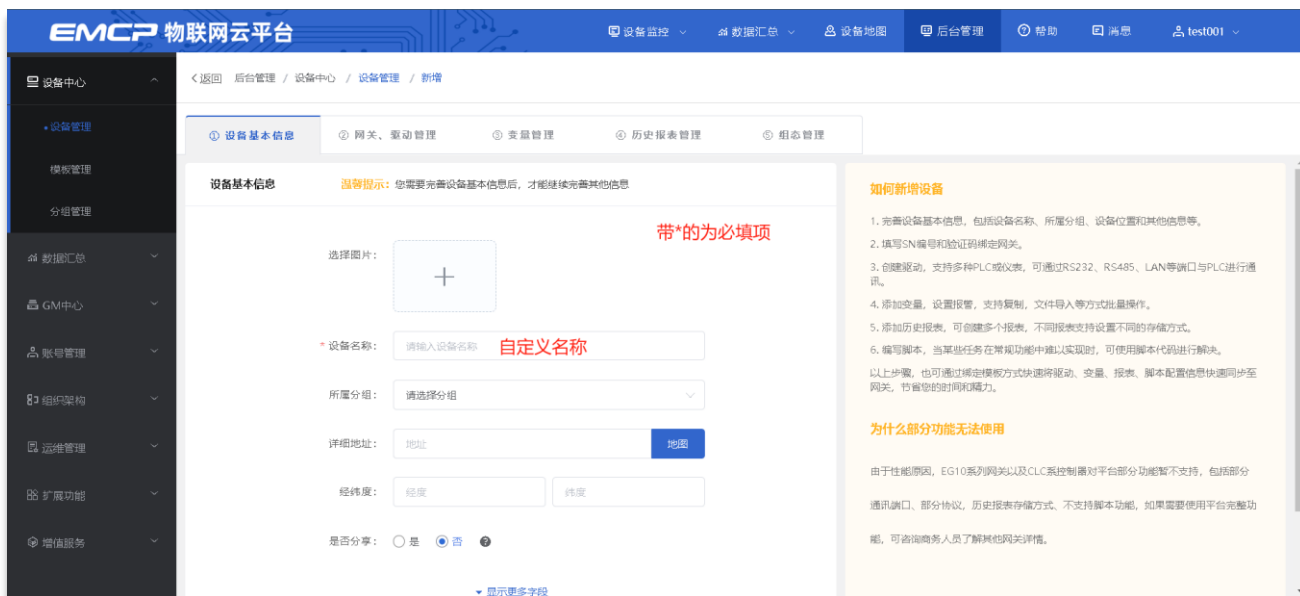 EMCP 物联网云平台
设备监控 数据汇总 设备地图 后台管理 帮助 消息 test001
设备中心
设备管理
模板管理
分组管理
数据汇总
GM中心
账号管理
组织架构
运维管理
扩展功能
增值服务
返回 后台管理 / 设备中心 / 设备管理 / 新增
① 设备基本信息 ② 网关、驱动管理 ③ 变量管理 ④ 历史报表管理 ⑤ 组态管理
设备基本信息 温馨提示：您需要完善设备基本信息后，才能继续完善其他信息
带*的为必填项
选择图片：
* 设备名称： 请输入设备名称 自定义名称
所属分组： 请选择分组
详细地址： 地址 地图
经纬度： 经度 纬度
是否分享： 是 否
显示更多字段
如何新增设备
1. 完善设备基本信息，包括设备名称、所属分组、设备位置和其他信息等。
2. 填写SN编号和验证码绑定网关。
3. 创建驱动，支持多种PLC或仪表，可通过RS232、RS485、LAN等端口与PLC进行通
讯。
4. 添加变量，设置报警，支持复制，文件导入等方式批量操作。
5. 添加历史报表，可创建多个报表，不同报表支持设置不同的存储方式。
6. 编写脚本，当某些任务在常规功能中难以实现时，可使用脚本代码进行解决。
以上步骤，也可通过绑定模板方式快速将驱动、变量、报表、脚本配置信息快速同步至
网关，节省您的时间和精力。
为什么部分功能无法使用
由于性能原因，EG10系列网关以及CLC系控制器对平台部分功能暂不支持，包括部分
通讯端口、部分协议，历史报表存储方式、不支持脚本功能，如果需要使用平台完整功
能，可咨询商务人员了解其他网关详情。